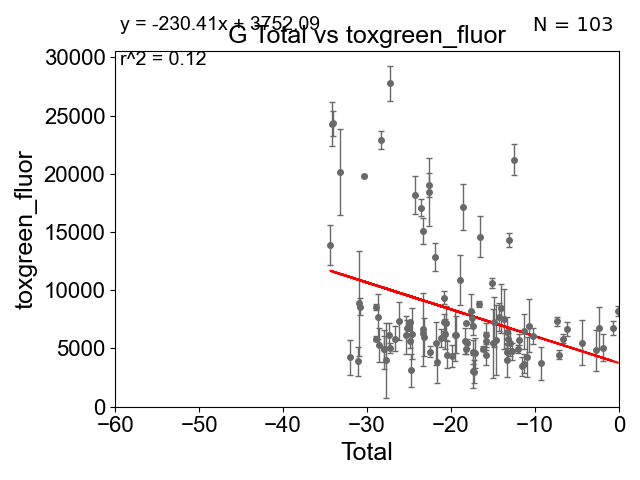 y = -230.41x + 3752.09
G Total vs toxgreen_fluor
N = 103
r^2 = 0.12
30000
25000
20000
15000
10000
5000
0
toxgreen_fluor
−60 −50 −40 −30 −20 −10 0
Total